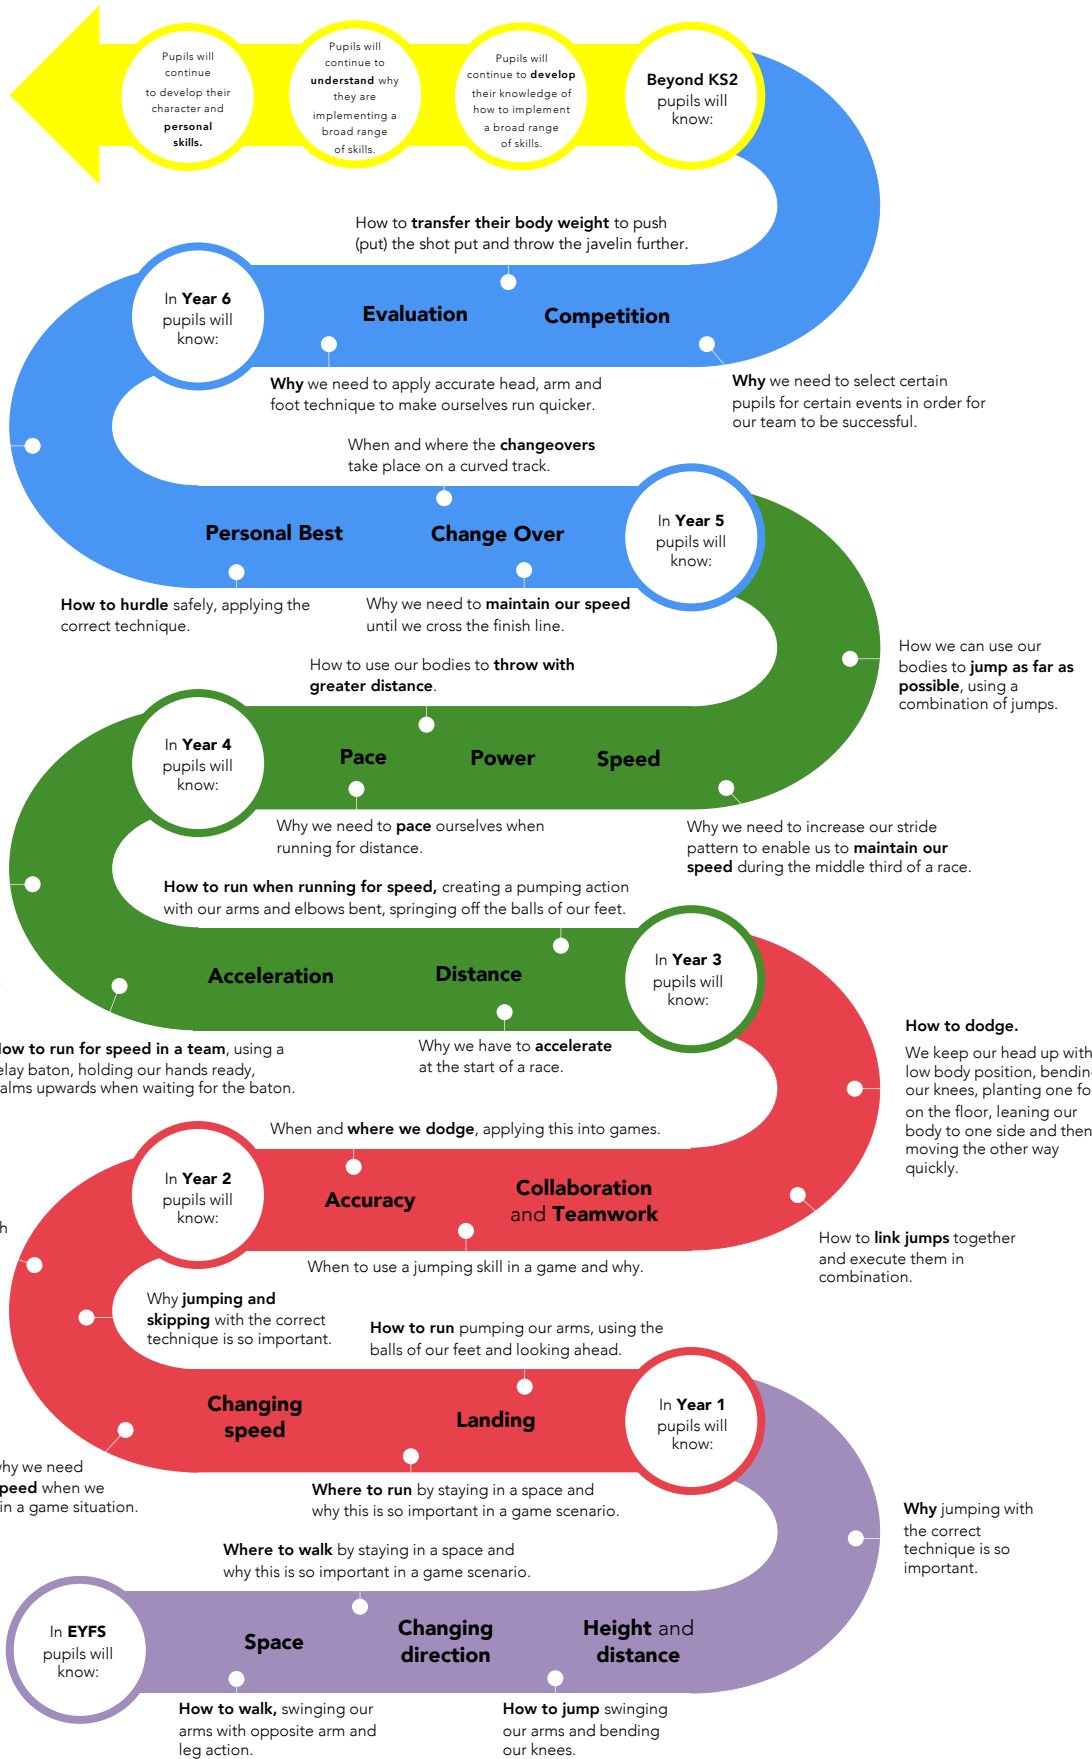 Pupils will
continue
to develop their
character and
personal
skills.
Pupils will
continue to
understand why
they are
implementing a
broad range
of skills.
Pupils will
continue to develop
their knowledge of
how to implement
a broad range
of skills.
Beyond KS2
pupils will
know:
How to transfer their body weight to push
(put) the shot put and throw the javelin further.
In Year 6
pupils will
know:
Evaluation
Competition
Why we need to apply accurate head, arm and
foot technique to make ourselves run quicker.
Why we need to select certain
pupils for certain events in order for
our team to be successful.
When and where the changeovers
take place on a curved track.
Personal Best
Change Over
In Year 5
pupils will
know:
How to hurdle safely, applying the
correct technique.
Why we need to maintain our speed
until we cross the finish line.
How we can use our
bodies to jump as far as
possible, using a
combination of jumps.
How to use our bodies to throw with
greater distance.
In Year 4
pupils will
know:
Pace
Power
Speed
Why we need to pace ourselves when
running for distance.
Why we need to increase our stride
pattern to enable us to maintain our
speed during the middle third of a race.
How to run when running for speed, creating a pumping action
with our arms and elbows bent, springing off the balls of our feet.
Acceleration
Distance
In Year 3
pupils will
know:
to run for speed in a team, using a
baton, holding our hands ready,
upwards when waiting for the baton.
Why we have to accelerate
at the start of a race.
How to dodge.
We keep our head up with
low body position, bending
our knees, planting one
on the floor, leaning our
body to one side and then
moving the other way
quickly.
When and where we dodge, applying this into games.
In Year 2
pupils will
know:
Accuracy
Collaboration
and Teamwork
When to use a jumping skill in a game and why.
How to link jumps together
and execute them in
combination.
Why jumping and
skipping with the correct
technique is so important.
How to run pumping our arms, using the
balls of our feet and looking ahead.
Changing
speed
Landing
In Year 1
pupils will
know:
why we need
when we
in a game situation.
Where to run by staying in a space and
why this is so important in a game scenario.
Why jumping with
the correct
technique is so
important.
Where to walk by staying in a space and
why this is so important in a game scenario.
In EYFS
pupils will
know:
Space
Changing
direction
Height and
distance
How to walk, swinging our
arms with opposite arm and
leg action.
How to jump swinging
our arms and bending
our knees.